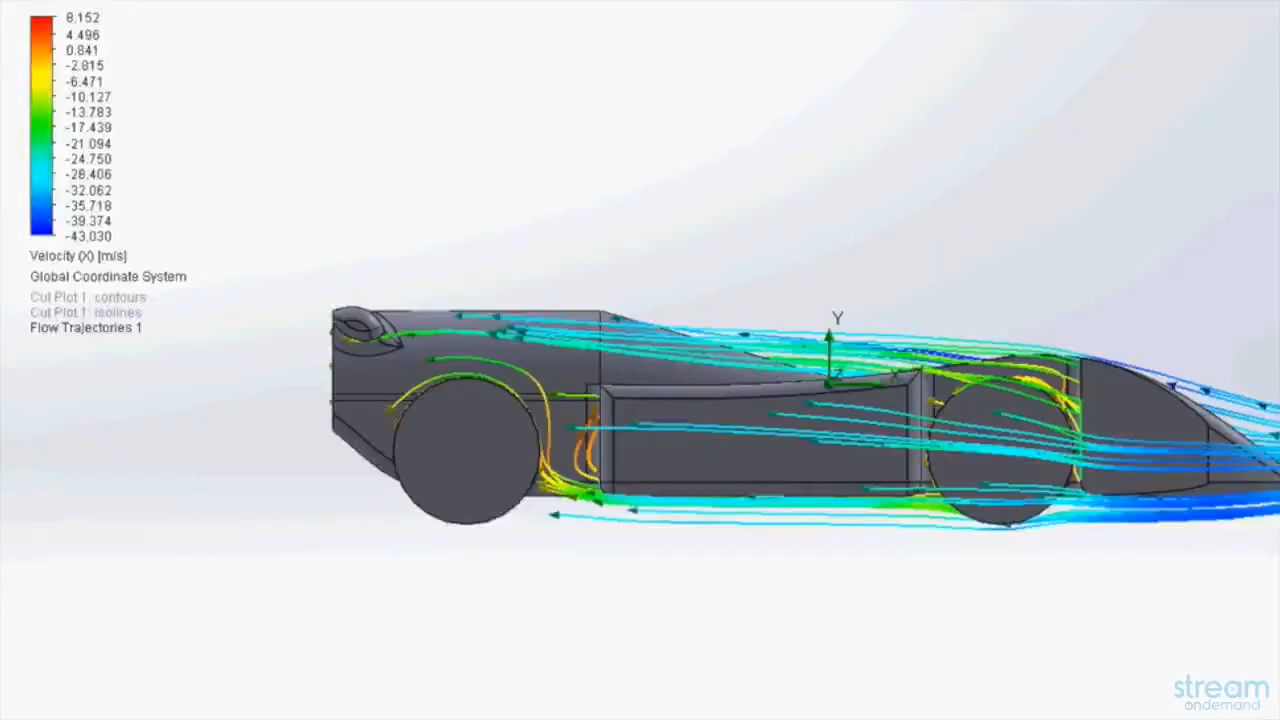 8.152
4.496
0.841
-2.815
-6.471
-10.127
-13.783
-17.439
-21.094
-24.750
-28.406
-32.062
-35.718
-39.374
-43.030
Velocity (X) [m/s]
Global Coordinate System
Cut Plot 1: contours
Cut Plot 1: isolines
Flow Trajectories 1
Y
Z
X
stream
ondemand